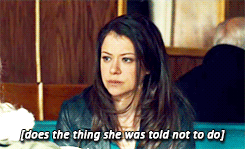 [does the thing she was told not to do]